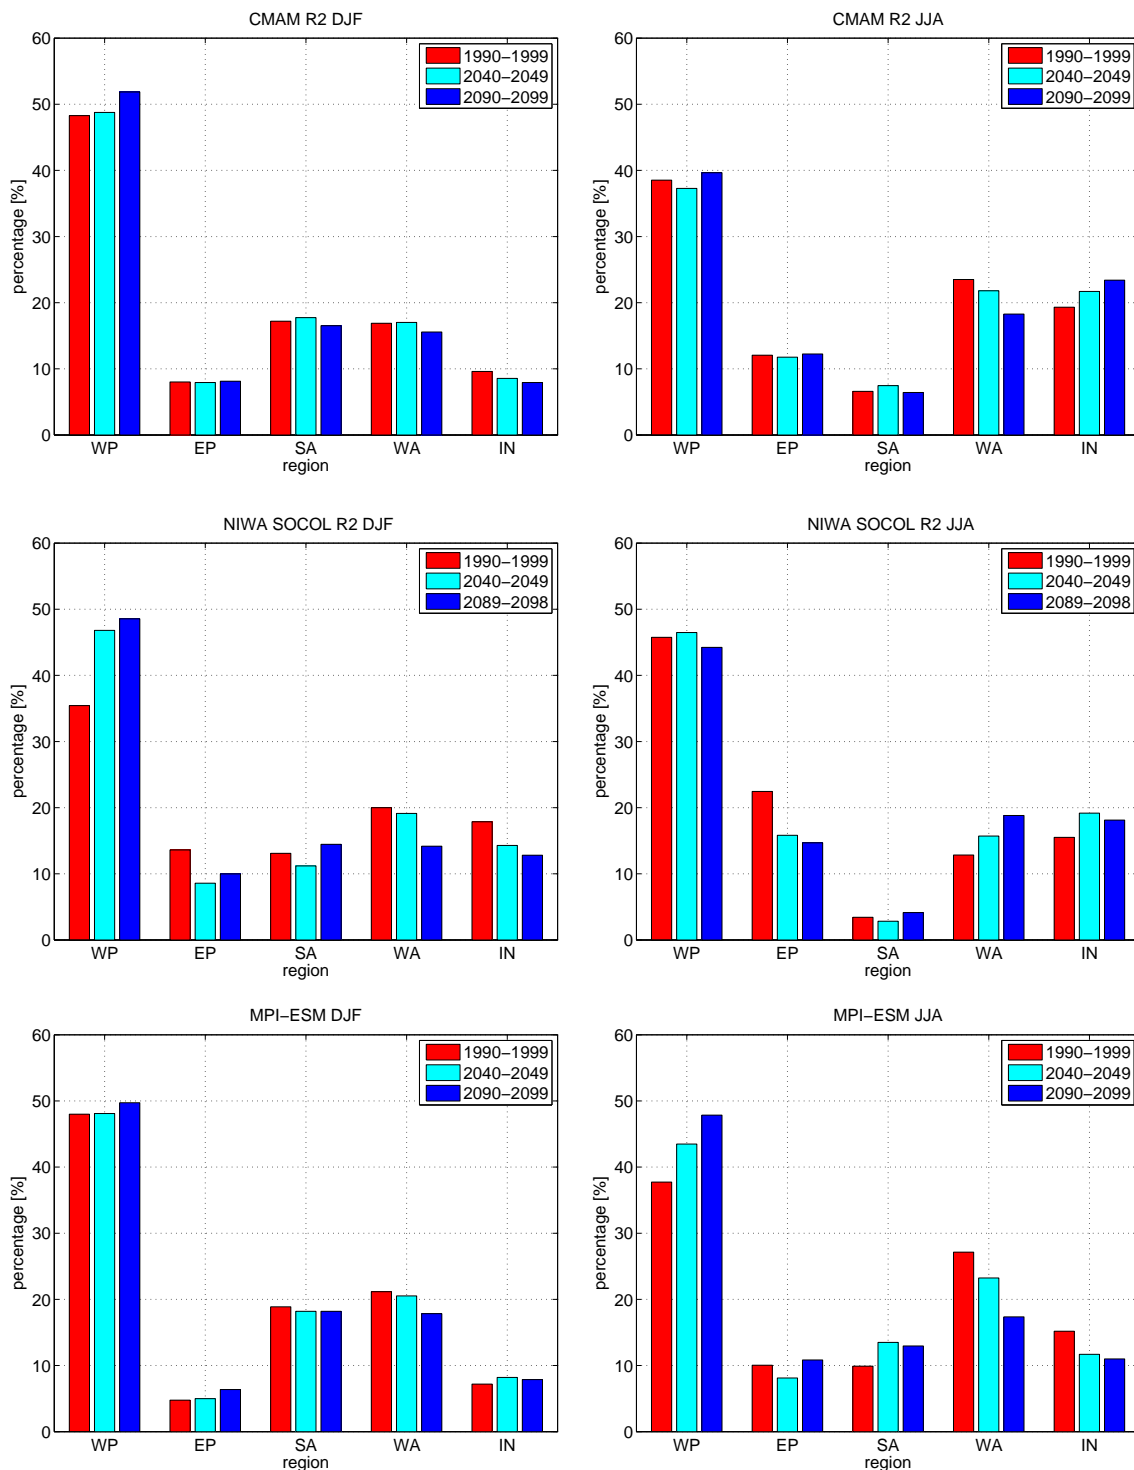 CMAM R2 DJF
60
50
40
30
20
10
0
percentage [%]
1990−1999
2040−2049
2090−2099
WP EP SA WA IN
region
CMAM R2 JJA
60
50
40
30
20
10
0
percentage [%]
1990−1999
2040−2049
2090−2099
WP EP SA WA IN
region
NIWA SOCOL R2 DJF
60
50
40
30
20
10
0
percentage [%]
1990−1999
2040−2049
2089−2098
WP EP SA WA IN
region
NIWA SOCOL R2 JJA
60
50
40
30
20
10
0
percentage [%]
1990−1999
2040−2049
2089−2098
WP EP SA WA IN
region
MPI−ESM DJF
60
50
40
30
20
10
0
percentage [%]
1990−1999
2040−2049
2090−2099
WP EP SA WA IN
region
MPI−ESM JJA
60
50
40
30
20
10
0
percentage [%]
1990−1999
2040−2049
2090−2099
WP EP SA WA IN
region